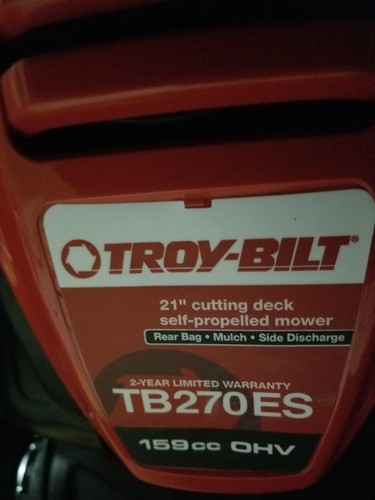 TROY-BILT®
21" cutting deck
self-propelled mower
Rear Bag • Mulch • Side Discharge
2-YEAR LIMITED WARRANTY
TB270ES
159cc OHV